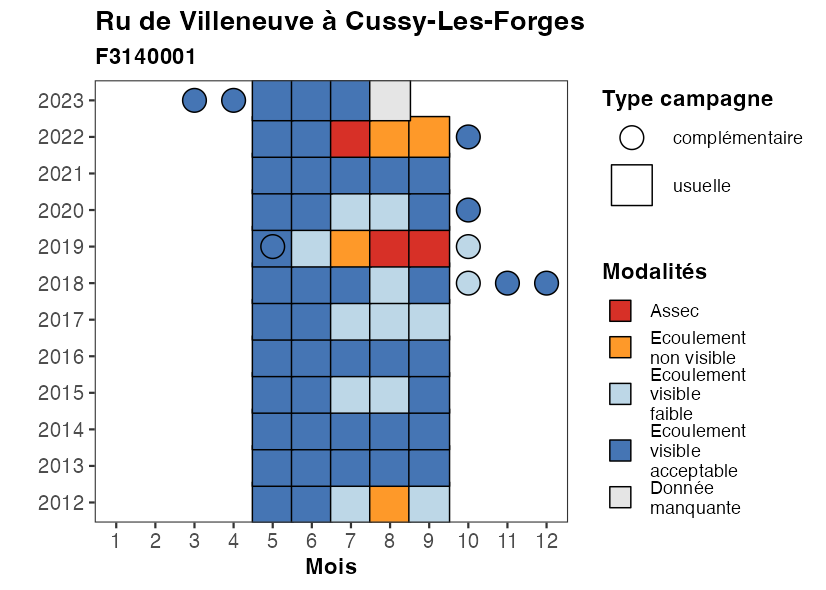 Ru de Villeneuve à Cussy-Les-Forges
F3140001
2023
2022
2021
2020
2019
2018
2017
2016
2015
2014
2013
2012
1 2 3 4 5 6 7 8 9 10 11 12
Mois
Type campagne
complémentaire
usuelle
Modalités
Assec
Ecoulement
non visible
Ecoulement
visible
faible
Ecoulement
visible
acceptable
Donnée
manquante